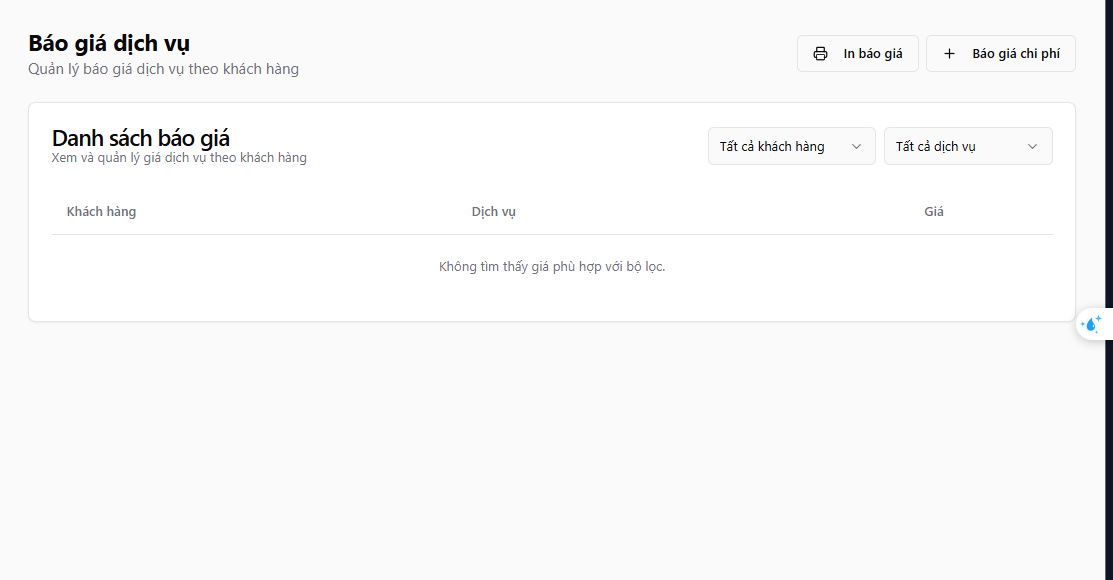 Báo giá dịch vụ
Quản lý báo giá dịch vụ theo khách hàng
In báo giá
Báo giá chi phí
Danh sách báo giá
Xem và quản lý giá dịch vụ theo khách hàng
Tất cả khách hàng
Tất cả dịch vụ
Khách hàng Dịch vụ Giá
Không tìm thấy giá phù hợp với bộ lọc.